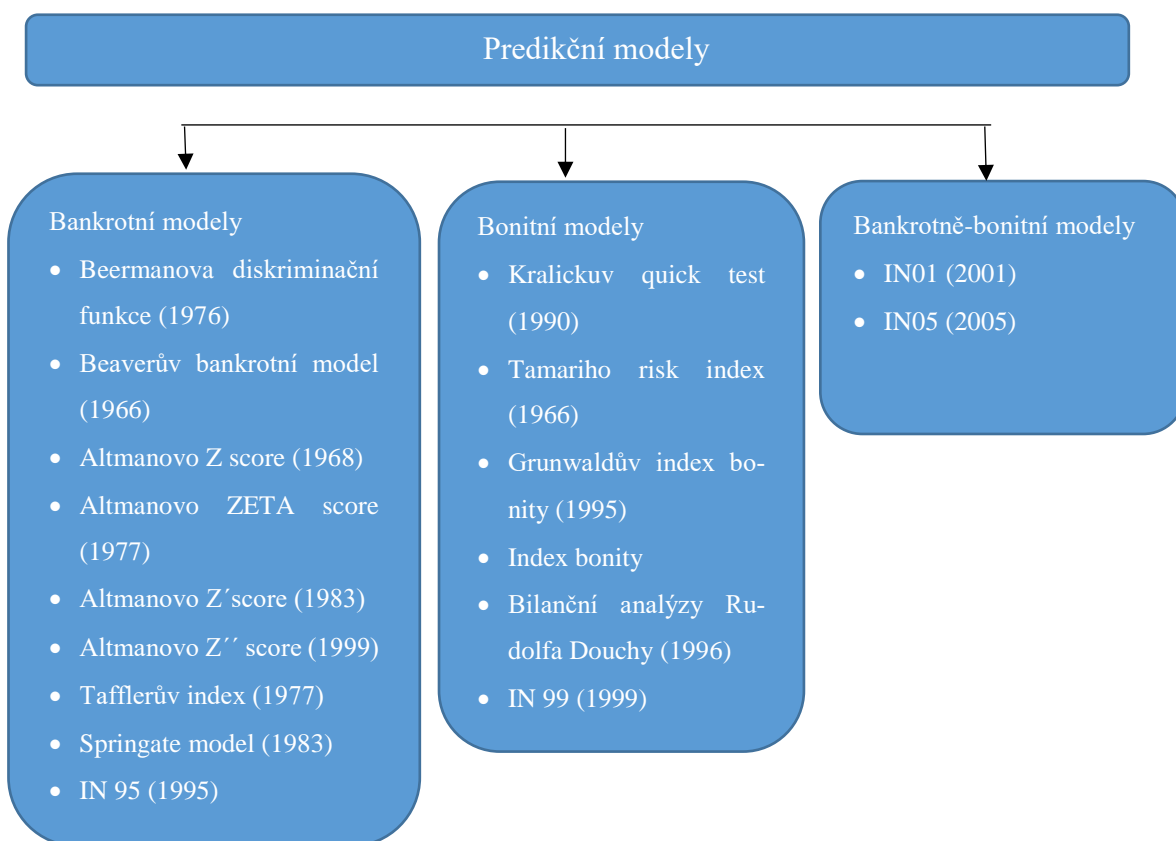 Predikční modely
Bankrotní modely
• Beermanova diskriminační
funkce (1976)
• Beaverův bankrotní model
(1966)
• Altmanovo Z score (1968)
• Altmanovo ZETA score
(1977)
• Altmanovo Z´score (1983)
• Altmanovo Z´´ score (1999)
• Tafflerův index (1977)
• Springate model (1983)
• IN 95 (1995)
Bonitní modely
• Kralickuv quick test
(1990)
• Tamariho risk index
(1966)
• Grunwaldův index bo-
nity (1995)
• Index bonity
• Bilanční analýzy Ru-
dolfa Douchy (1996)
• IN 99 (1999)
Bankrotně-bonitní modely
• IN01 (2001)
• IN05 (2005)